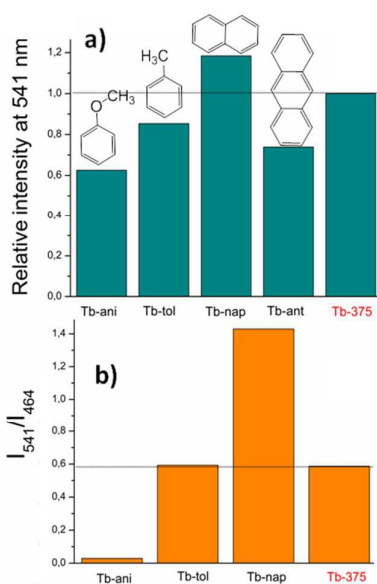 a)
H₃C
O
CH₃
Relative intensity at 541 nm
1,2
1,0
0,8
0,6
0,4
0,2
0,0
Tb-ani Tb-tol Tb-nap Tb-ant Tb-375
b)
I₅₄₁/I₄₆₄
1,4
1,2
1,0
0,8
0,6
0,4
0,2
0,0
Tb-ani Tb-tol Tb-nap Tb-375